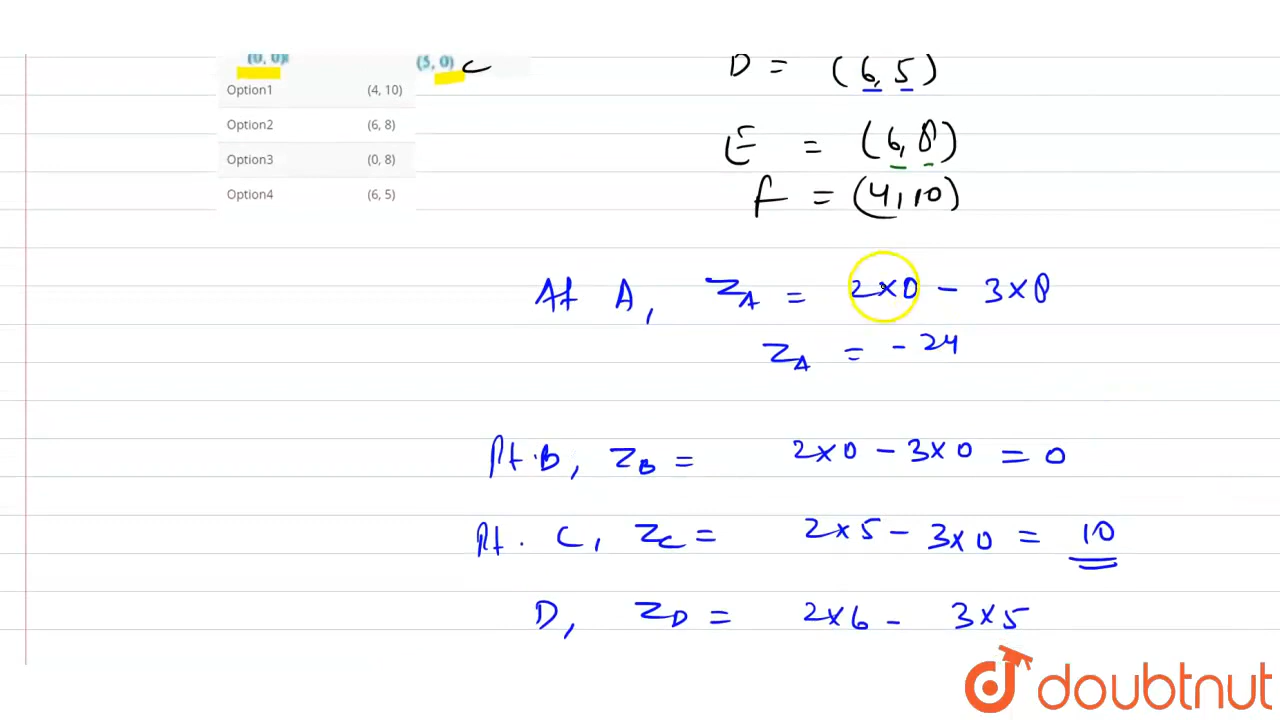 (0, 0)
(5, 0) C
Option1 (4, 10)
Option2 (6, 8)
Option3 (0, 8)
Option4 (6, 5)
D = (6, 5)
E = (6, 8)
F = (4, 10)
At A, Z_A = 2×0 - 3×8
Z_A = -24
Pt. B, Z_B = 2×0 - 3×0 = 0
Pt. C, Z_C = 2×5 - 3×0 = 10
D, Z_D = 2×6 - 3×5
doubtnut